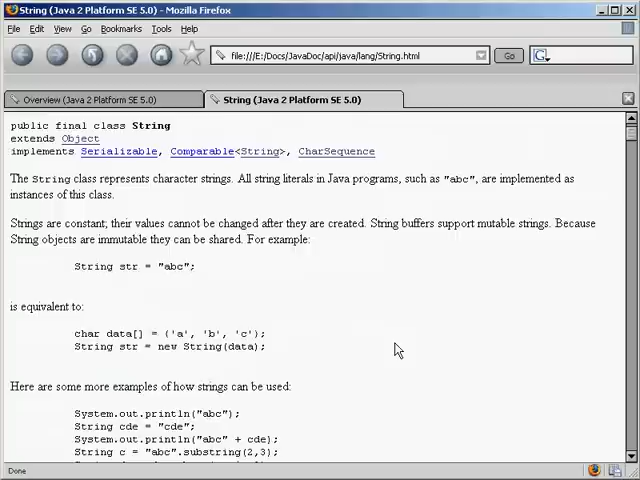 String (Java 2 Platform SE 5.0) - Mozilla Firefox
File Edit View Go Bookmarks Tools Help
file:///E:/Docs/JavaDoc/api/java/lang/String.html Go G
Overview (Java 2 Platform SE 5.0) String (Java 2 Platform SE 5.0)
public final class String
extends Object
implements Serializable, Comparable<String>, CharSequence
The String class represents character strings. All string literals in Java programs, such as "abc", are implemented as
instances of this class.
Strings are constant; their values cannot be changed after they are created. String buffers support mutable strings. Because
String objects are immutable they can be shared. For example:
String str = "abc";
is equivalent to:
char data[] = {'a', 'b', 'c'};
String str = new String(data);
Here are some more examples of how strings can be used:
System.out.println("abc");
String cde = "cde";
System.out.println("abc" + cde);
String c = "abc".substring(2,3);
Done